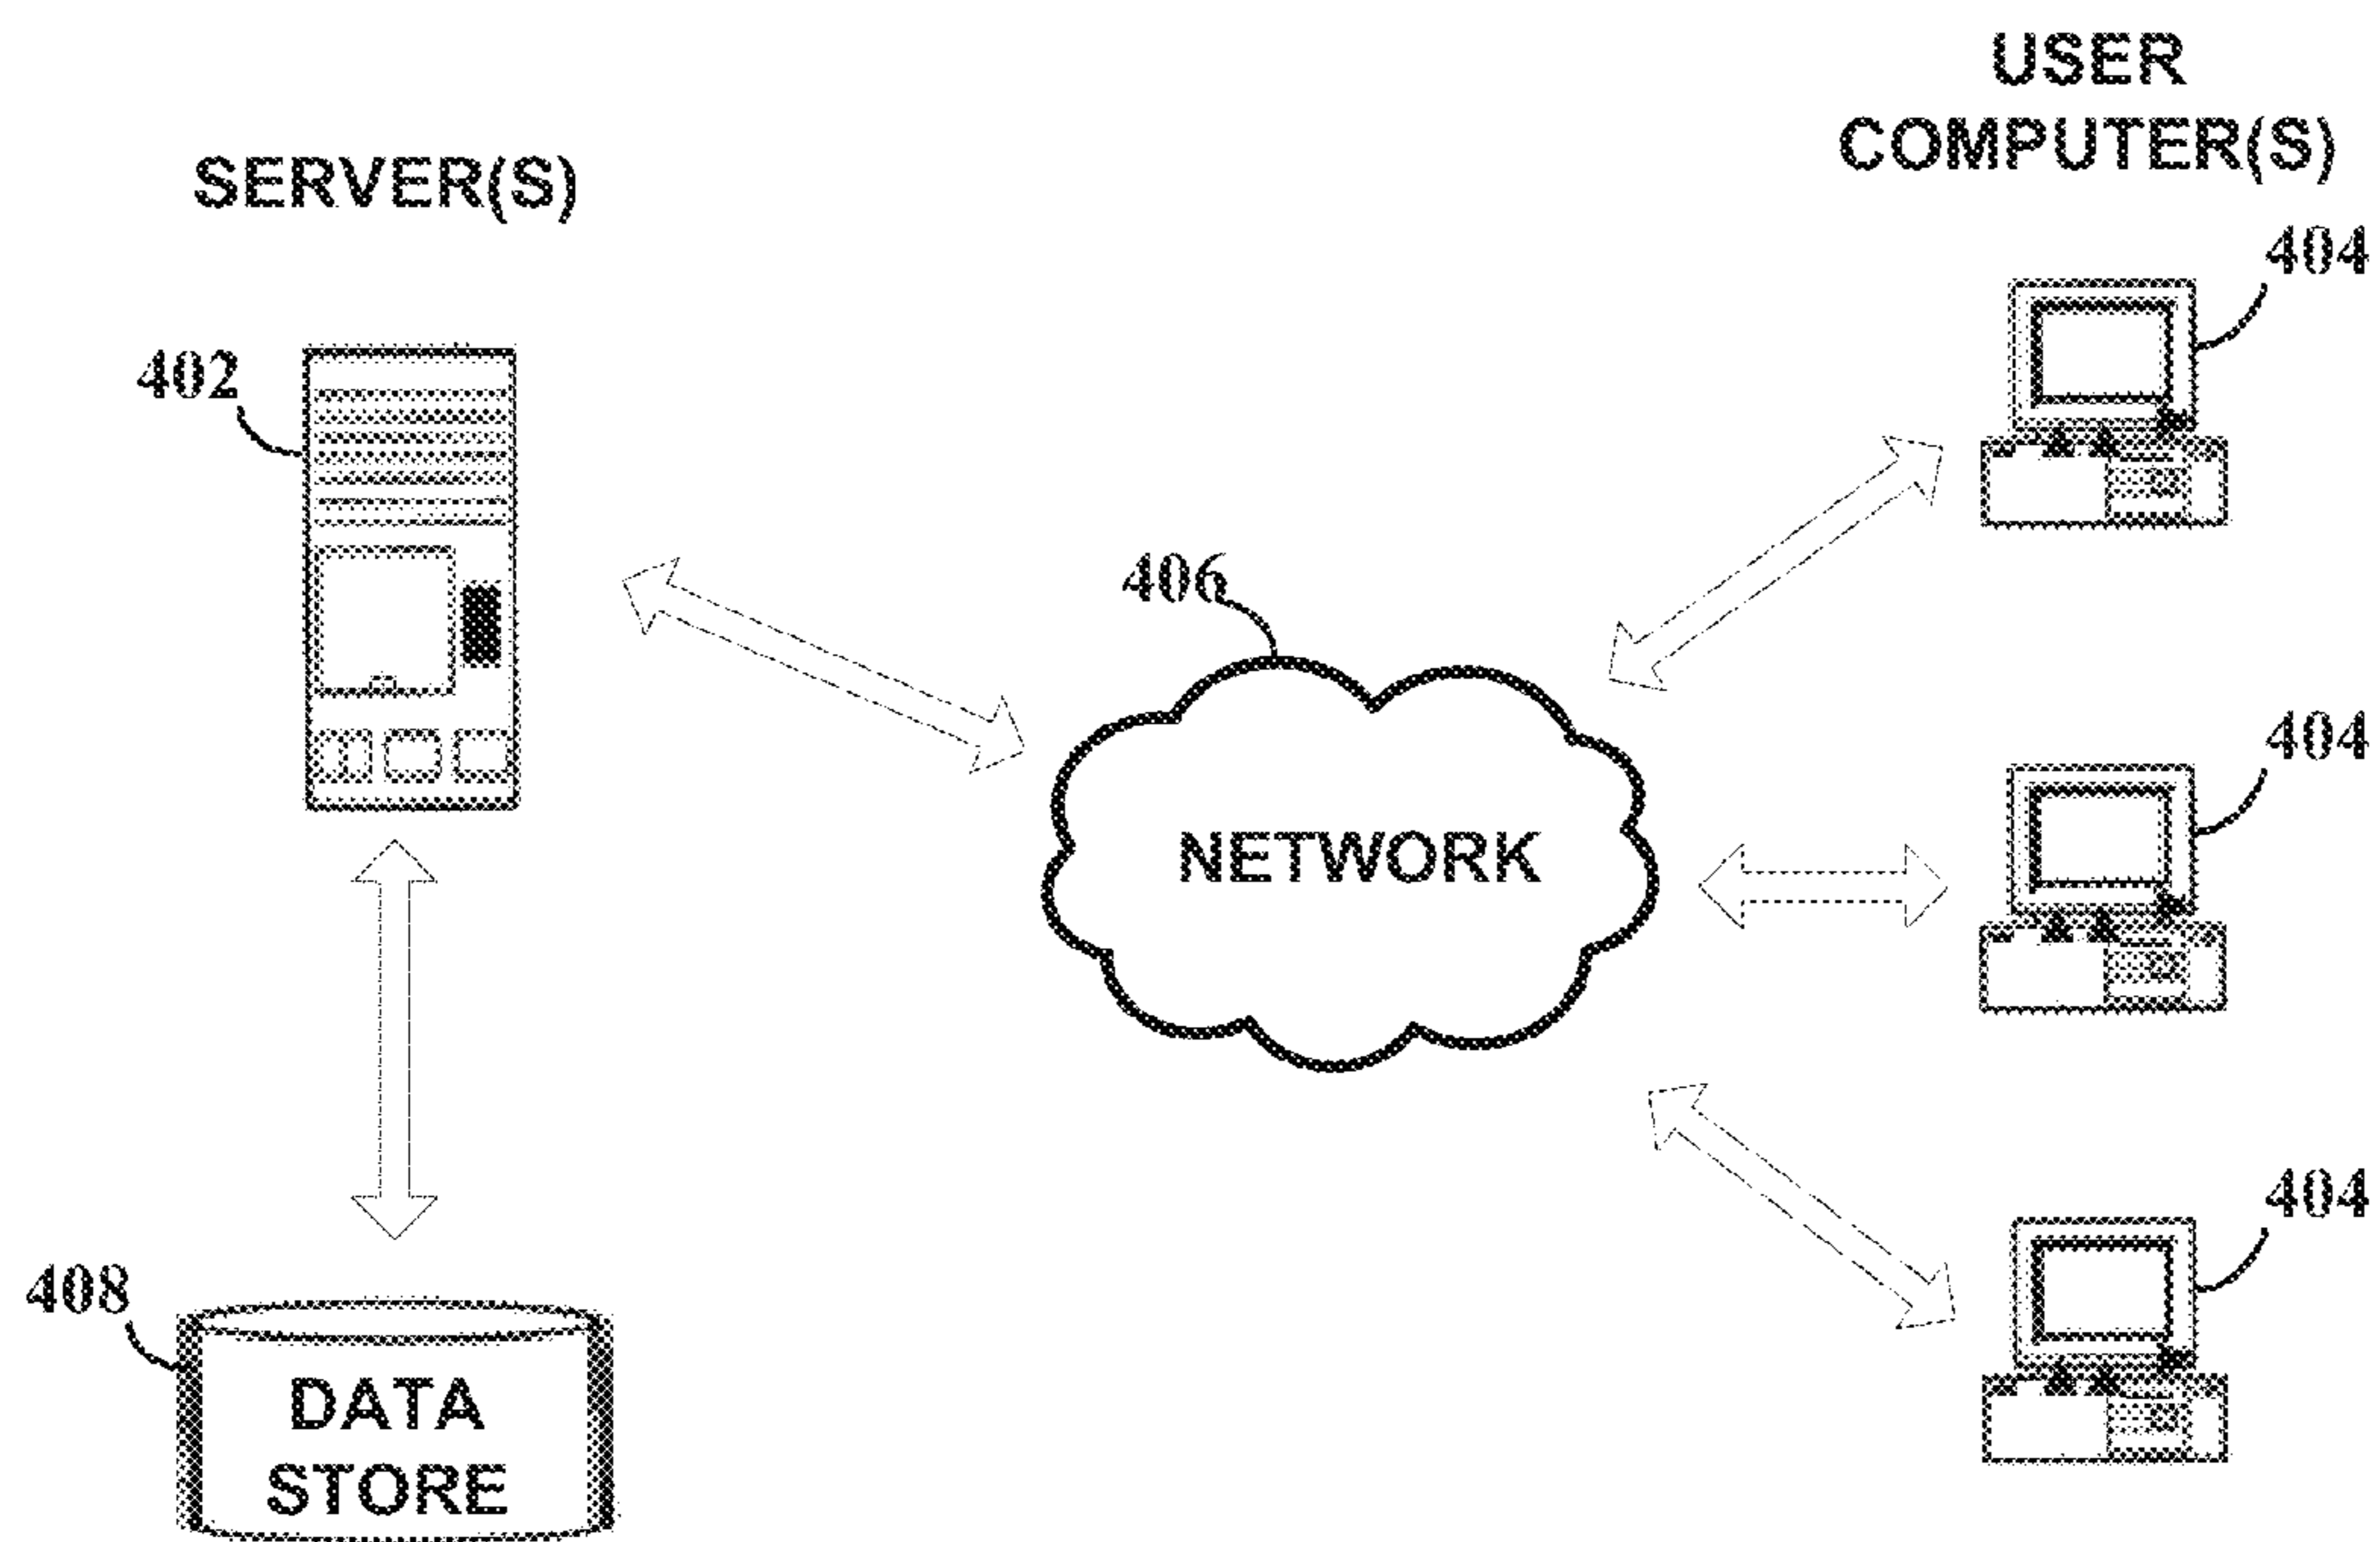 USER
COMPUTER(S)
SERVER(S)
404
402
406
404
NETWORK
404
408
DATA
STORE